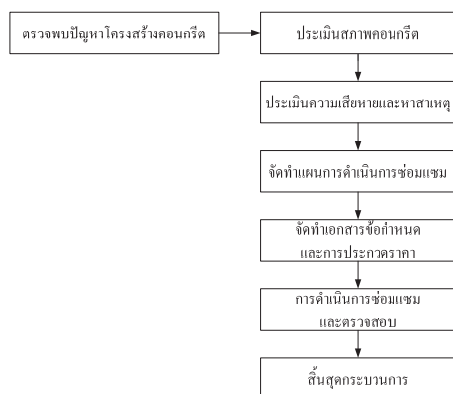 ตรวจพบปัญหาโครงสร้างคอนกรีต
ประเมินสภาพคอนกรีต
ประเมินความเสียหายและหาสาเหตุ
จัดทำแผนการดำเนินการซ่อมแซม
จัดทำเอกสารข้อกำหนด
และการประกวดราคา
การดำเนินการซ่อมแซม
และตรวจสอบ
สิ้นสุดกระบวนการ